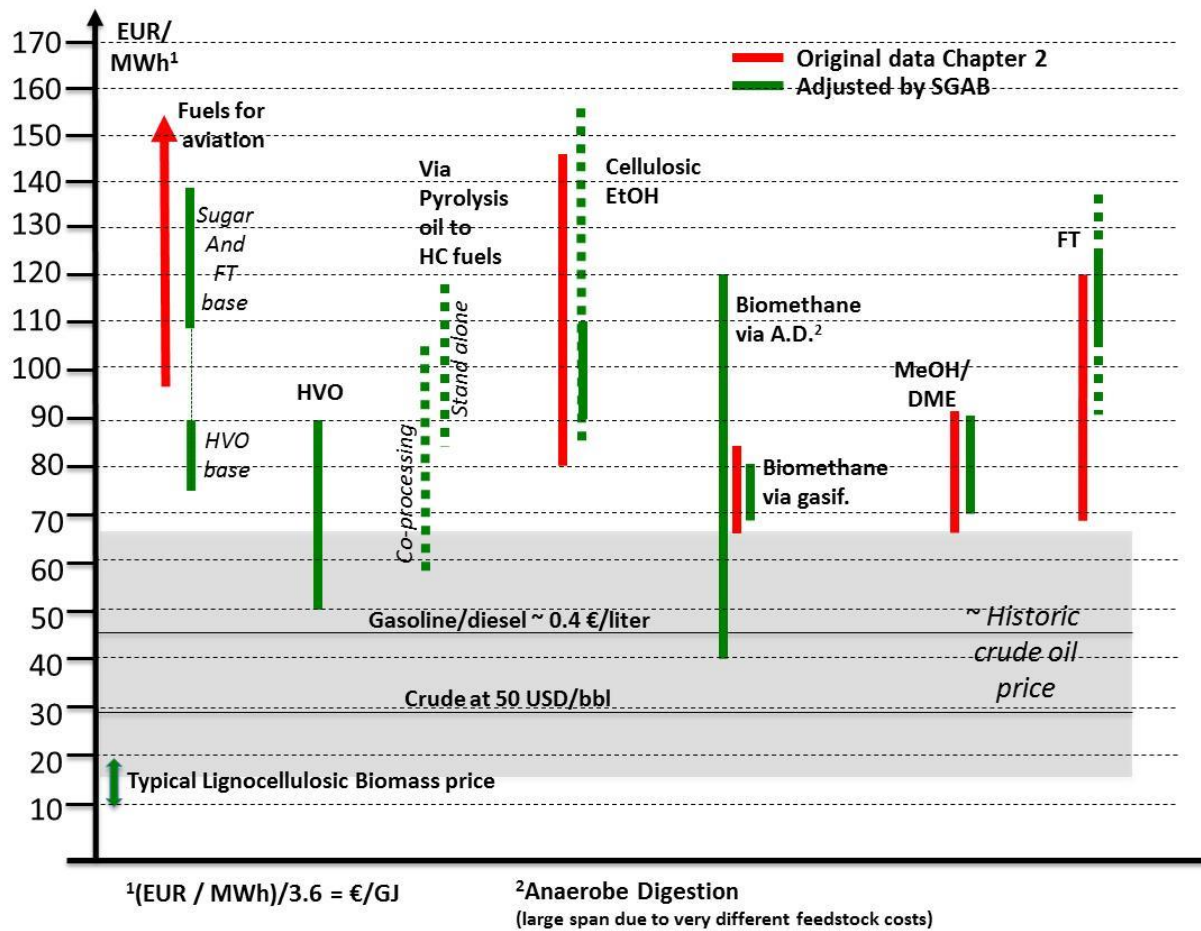 EUR/
MWh¹
170
160
150
140
130
120
110
100
90
80
70
60
50
40
30
20
10
Original data Chapter 2
Adjusted by SGAB
Fuels for
aviation
Sugar
And
FT
base
HVO
base
HVO
Via
Pyrolysis
oil to
HC fuels
Co-processing
Stand alone
Cellulosic
EtOH
Biomethane
via A.D.²
Biomethane
via gasif.
MeOH/
DME
FT
Gasoline/diesel ~ 0.4 €/liter
~ Historic
crude oil
price
Crude at 50 USD/bbl
Typical Lignocellulosic Biomass price
¹(EUR / MWh)/3.6 = €/GJ
²Anaerobe Digestion
(large span due to very different feedstock costs)